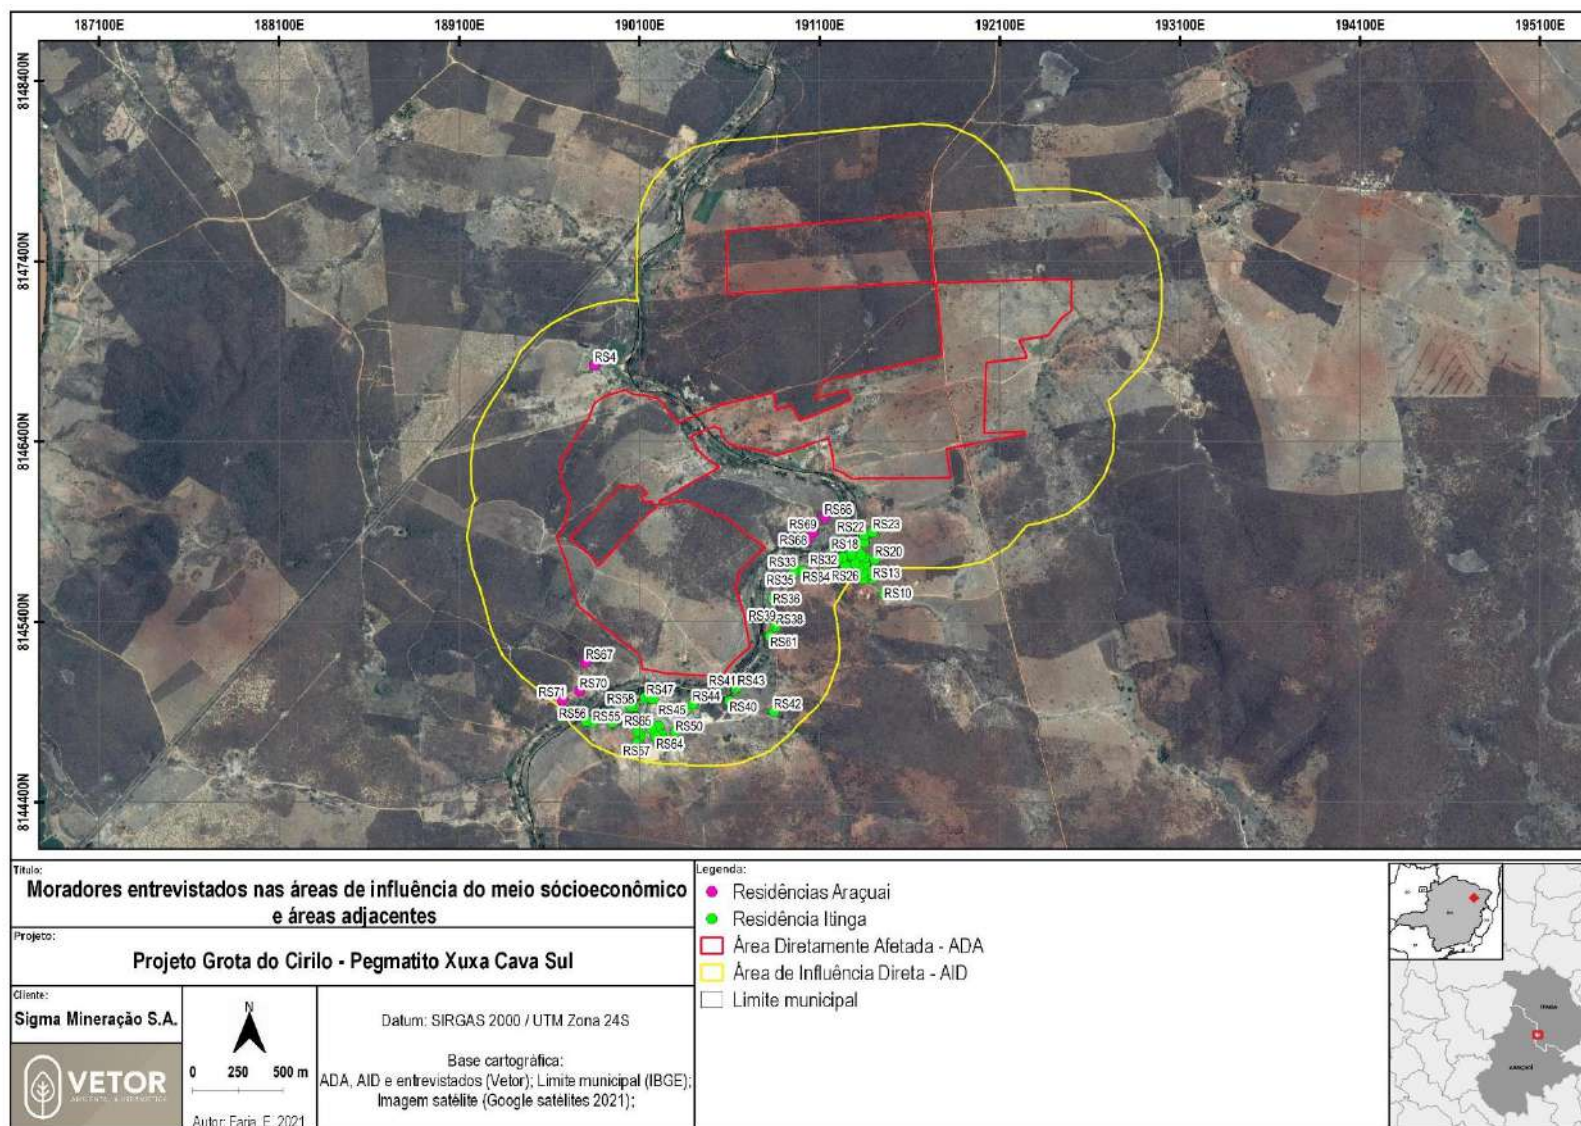 187100E 188100E 189100E 190100E 191100E 192100E 193100E 194100E 195100E
8148400N
8147400N
8146400N
8145400N
8144400N
RS4
RS66
RS69
RS22
RS23
RS68
RS18
RS33
RS32
RS20
RS35
RS34
RS26
RS13
RS36
RS10
RS39
RS38
RS61
RS67
RS70
RS71
RS41
RS43
RS58
RS47
RS44
RS40
RS56
RS55
RS45
RS42
RS65
RS50
RS57
RS64
Título:
Moradores entrevistados nas áreas de influência do meio sócioeconômico
e áreas adjacentes
Projeto:
Projeto Grota do Cirilo - Pegmatito Xuxa Cava Sul
Cliente:
Sigma Mineração S.A.
VETOR
N
0 250 500 m
Autor: Faria, E. 2021
Datum: SIRGAS 2000 / UTM Zona 24S
Base cartográfica:
ADA, AID e entrevistados (Vetor); Limite municipal (IBGE);
Imagem satélite (Google satélites 2021);
Legenda:
Residências Araçuai
Residência Itinga
Área Diretamente Afetada - ADA
Área de Influência Direta - AID
Limite municipal
ITINGA
ARAÇUAÍ